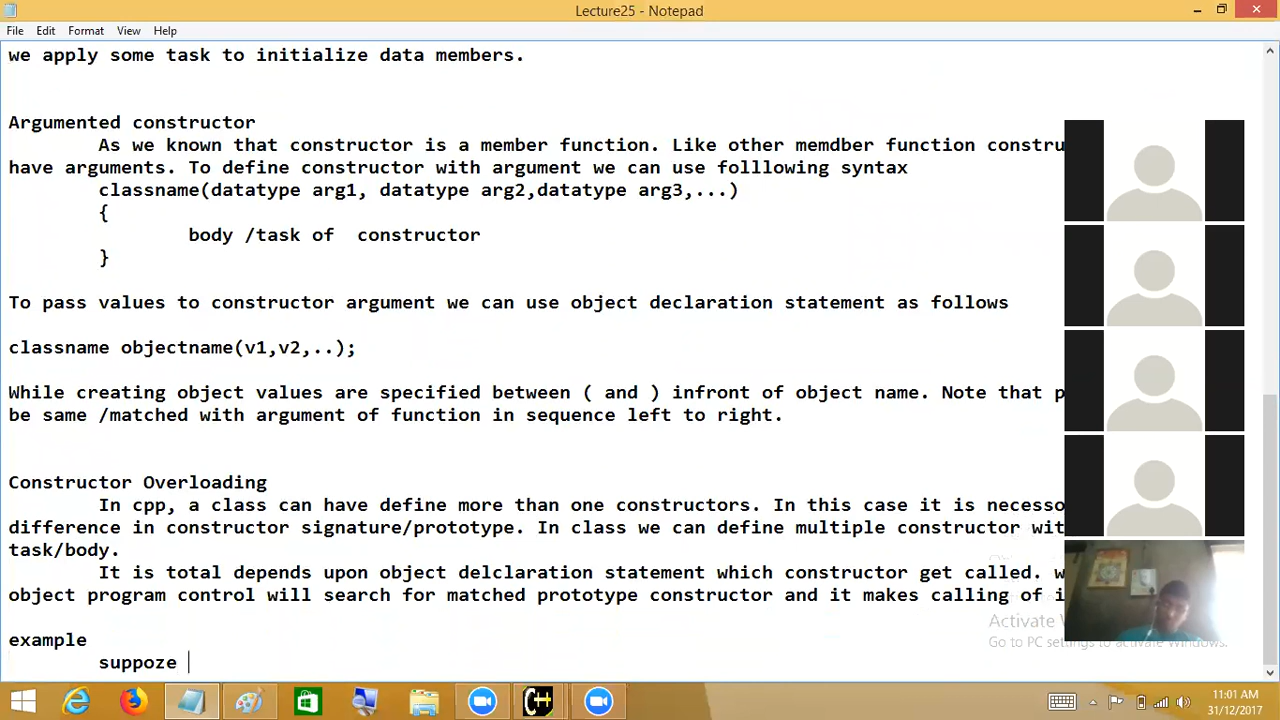 Lecture25 - Notepad
File Edit Format View Help
we apply some task to initialize data members.
Argumented constructor
As we known that constructor is a member function. Like other memdber function constru
have arguments. To define constructor with argument we can use folllowing syntax
classname(datatype arg1, datatype arg2,datatype arg3,...)
{
body /task of constructor
}
To pass values to constructor argument we can use object declaration statement as follows
classname objectname(v1,v2,..);
While creating object values are specified between ( and ) infront of object name. Note that p
be same /matched with argument of function in sequence left to right.
Constructor Overloading
In cpp, a class can have define more than one constructors. In this case it is necesso
difference in constructor signature/prototype. In class we can define multiple constructor wit
task/body.
It is total depends upon object delclaration statement which constructor get called. w
object program control will search for matched prototype constructor and it makes calling of i
Activate W
Go to PC settings to activate Windows.
example
suppoze
C++
11:01 AM
31/12/2017